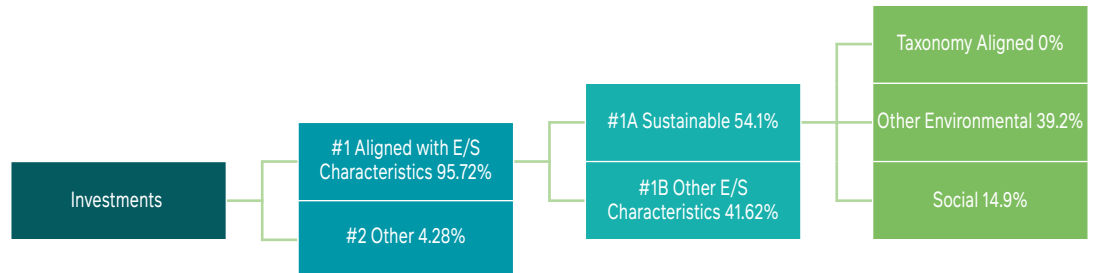 Investments
#1 Aligned with E/S
Characteristics 95.72%
#2 Other 4.28%
#1A Sustainable 54.1%
#1B Other E/S
Characteristics 41.62%
Taxonomy Aligned 0%
Other Environmental 39.2%
Social 14.9%